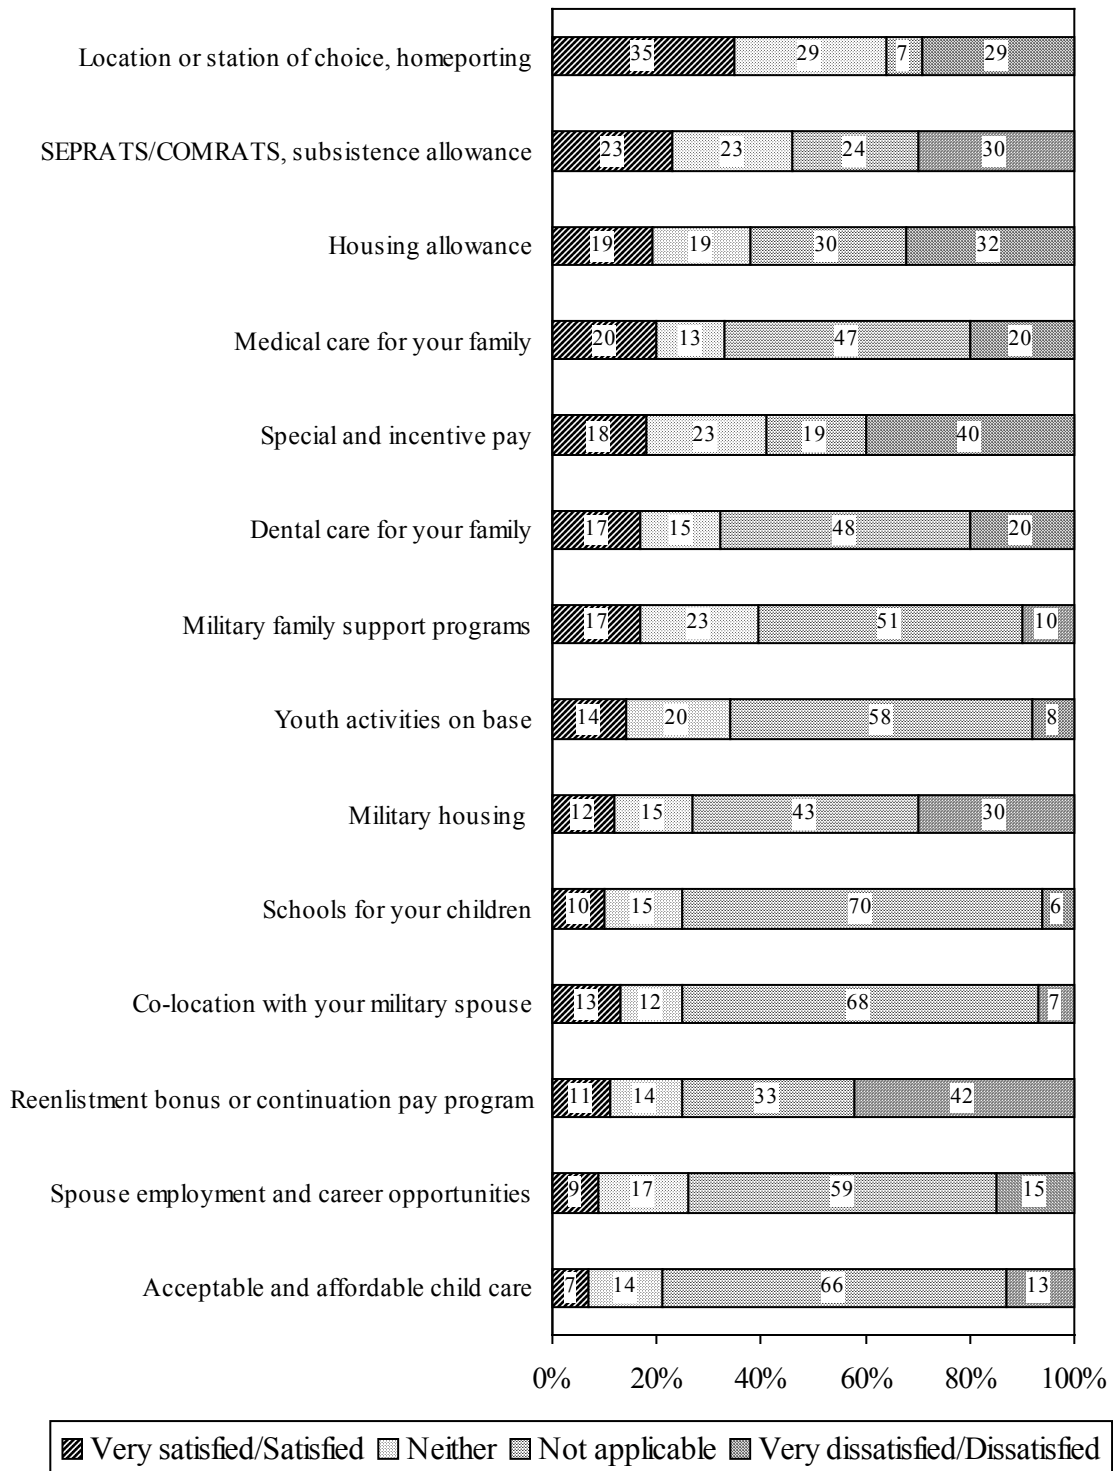 Location or station of choice, homeporting 35 29 7 29
SEPRATS/COMRATS, subsistence allowance 23 23 24 30
Housing allowance 19 19 30 32
Medical care for your family 20 13 47 20
Special and incentive pay 18 23 19 40
Dental care for your family 17 15 48 20
Military family support programs 17 23 51 10
Youth activities on base 14 20 58 8
Military housing 12 15 43 30
Schools for your children 10 15 70 6
Co-location with your military spouse 13 12 68 7
Reenlistment bonus or continuation pay program 11 14 33 42
Spouse employment and career opportunities 9 17 59 15
Acceptable and affordable child care 7 14 66 13
0% 20% 40% 60% 80% 100%
Very satisfied/Satisfied Neither Not applicable Very dissatisfied/Dissatisfied